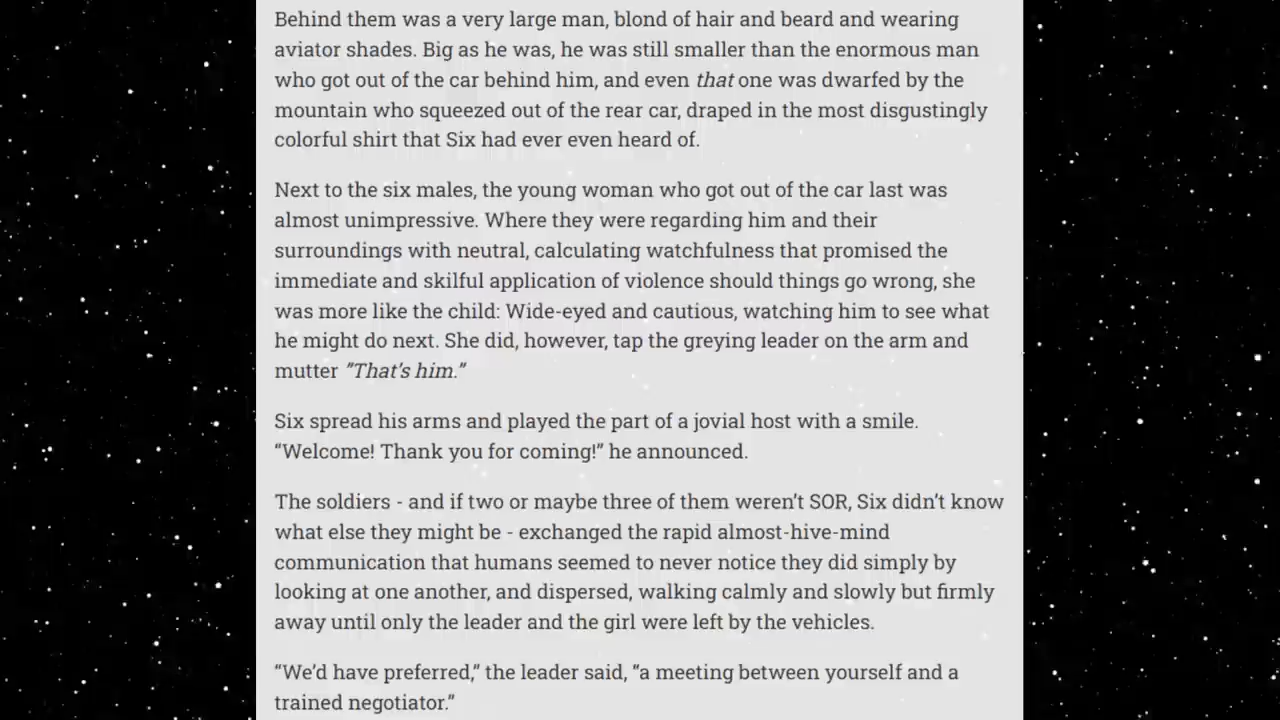 Behind them was a very large man, blond of hair and beard and wearing
aviator shades. Big as he was, he was still smaller than the enormous man
who got out of the car behind him, and even that one was dwarfed by the
mountain who squeezed out of the rear car, draped in the most disgustingly
colorful shirt that Six had ever even heard of.
Next to the six males, the young woman who got out of the car last was
almost unimpressive. Where they were regarding him and their
surroundings with neutral, calculating watchfulness that promised the
immediate and skilful application of violence should things go wrong, she
was more like the child: Wide-eyed and cautious, watching him to see what
he might do next. She did, however, tap the greying leader on the arm and
mutter "That's him."
Six spread his arms and played the part of a jovial host with a smile.
“Welcome! Thank you for coming!” he announced.
The soldiers - and if two or maybe three of them weren’t SOR, Six didn’t know
what else they might be - exchanged the rapid almost-hive-mind
communication that humans seemed to never notice they did simply by
looking at one another, and dispersed, walking calmly and slowly but firmly
away until only the leader and the girl were left by the vehicles.
“We’d have preferred,” the leader said, “a meeting between yourself and a
trained negotiator.”